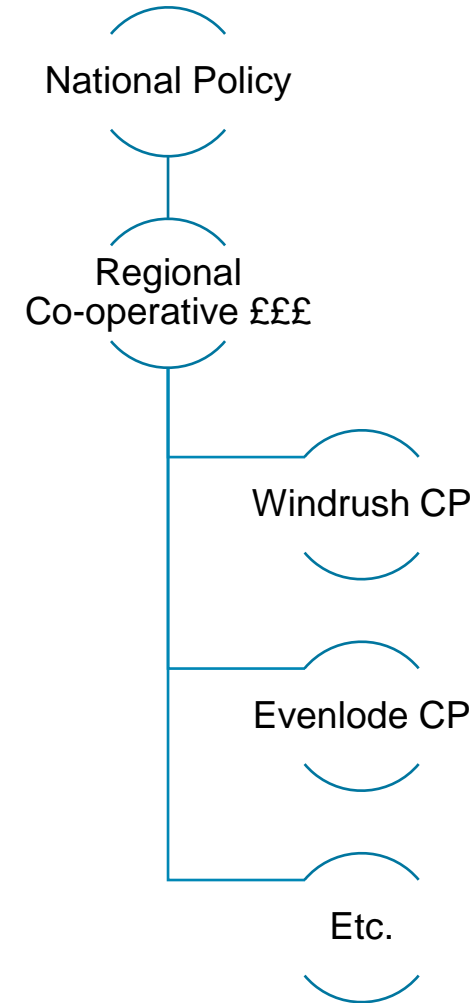 National Policy
Regional
Co-operative £££
Windrush CP
Evenlode CP
Etc.